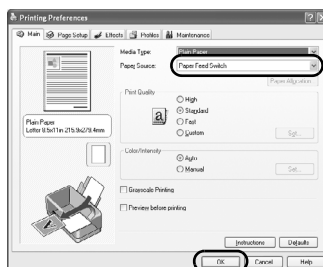 Printing Preferences
Main Page Setup Effects Profiles Maintenance
Media Type: Plain Paper
Paper Source: Paper Feed Switch
Paper Allocation...
Print Quality
High
Standard
Fast
Custom Set...
Plain Paper
Letter 8.5x11in 215.9x279.4mm
Color/Intensity
Auto
Manual Set...
Grayscale Printing
Preview before printing
Instructions Defaults
OK Cancel Help